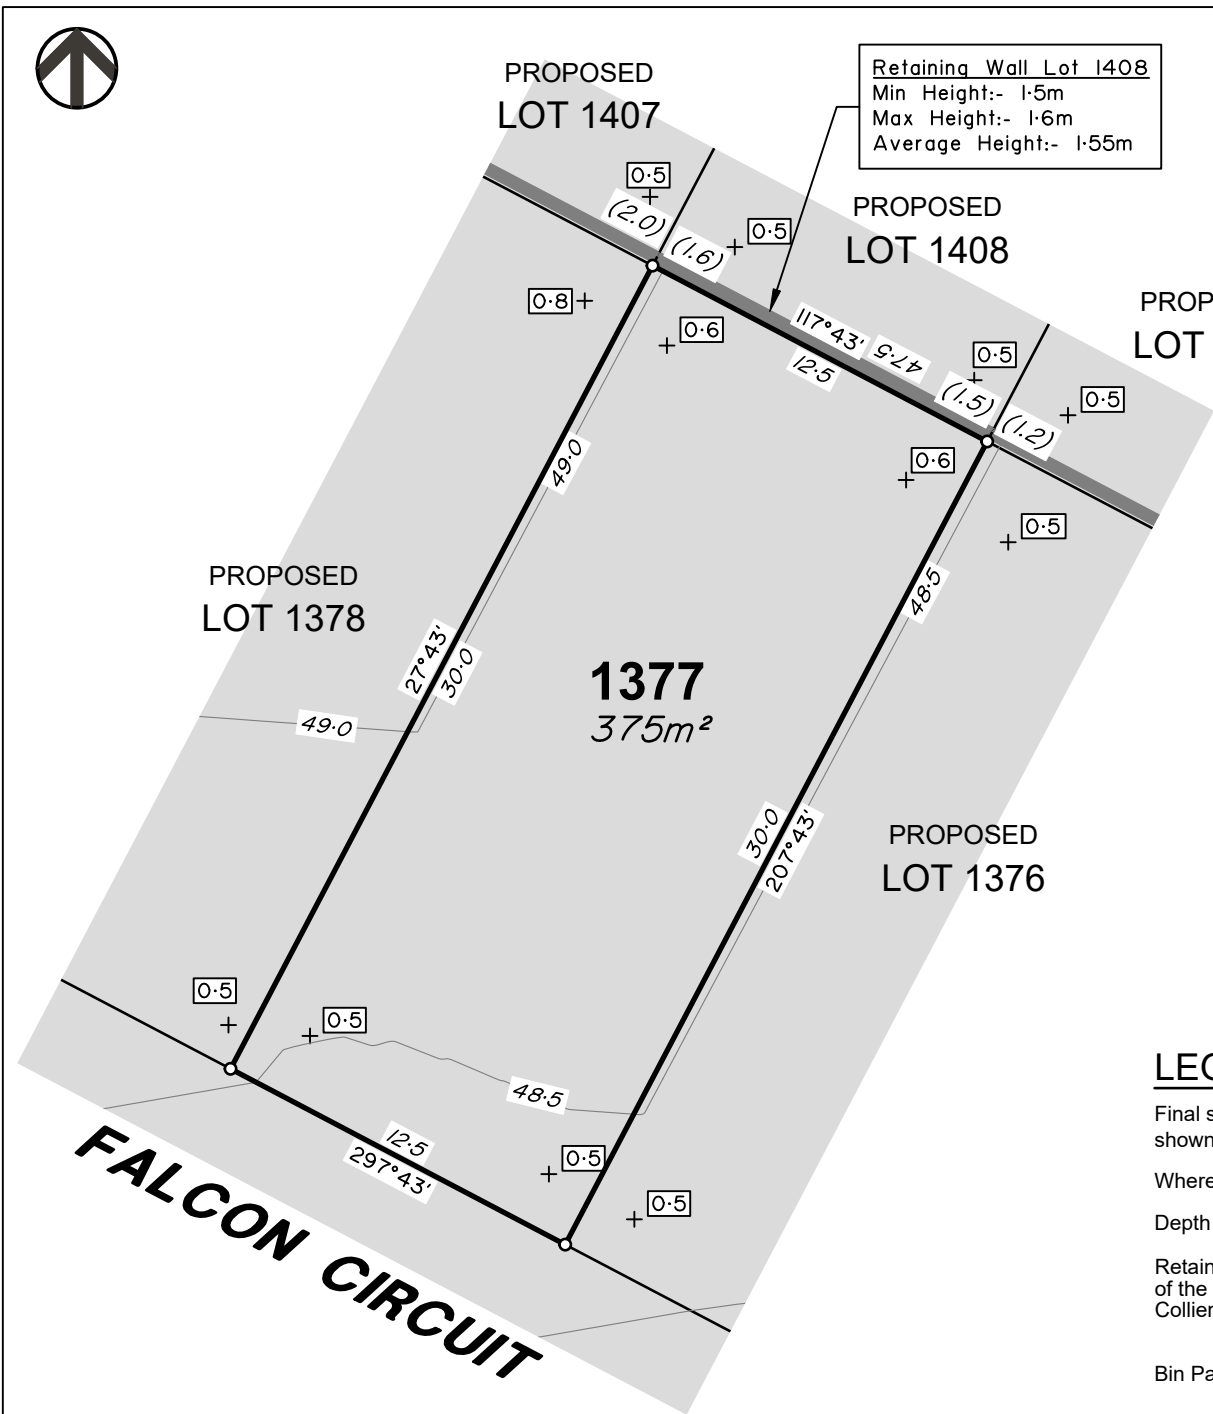 PROPOSED
LOT 1407
Retaining Wall Lot 1408
Min Height:- 1·5m
Max Height:- 1·6m
Average Height:- 1·55m
0·5
(2.0)
(1.6)
0·5
PROPOSED
LOT 1408
0·8
0·6
117°43'
47·5
12·5
0·5
(1.5)
(1.2)
0·5
PROP
LOT
49·0
0·6
0·5
48·5
PROPOSED
LOT 1378
27°43'
30·0
1377
375m²
49·0
30·0
207°43'
PROPOSED
LOT 1376
0·5
0·5
48·5
12·5
297°43'
0·5
0·5
FALCON CIRCUIT
Final s
shown
Where
Depth
Retain
of the
Collier
Bin Pa